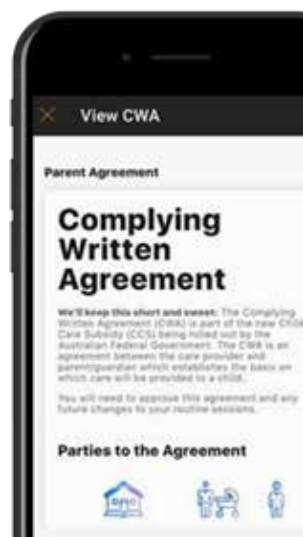 View CWA
Parent Agreement
Complying
Written
Agreement
We'll keep this short and sweet: The Complying
Written Agreement (CWA) is part of the new Child
Care Subsidy (CCS) being rolled out by the
Australian Federal Government. The CWA is an
agreement between the care provider and
parent/guardian which establishes the basis on
which care will be provided to a child.
You will need to approve this agreement and any
future changes to your routine sessions.
Parties to the Agreement